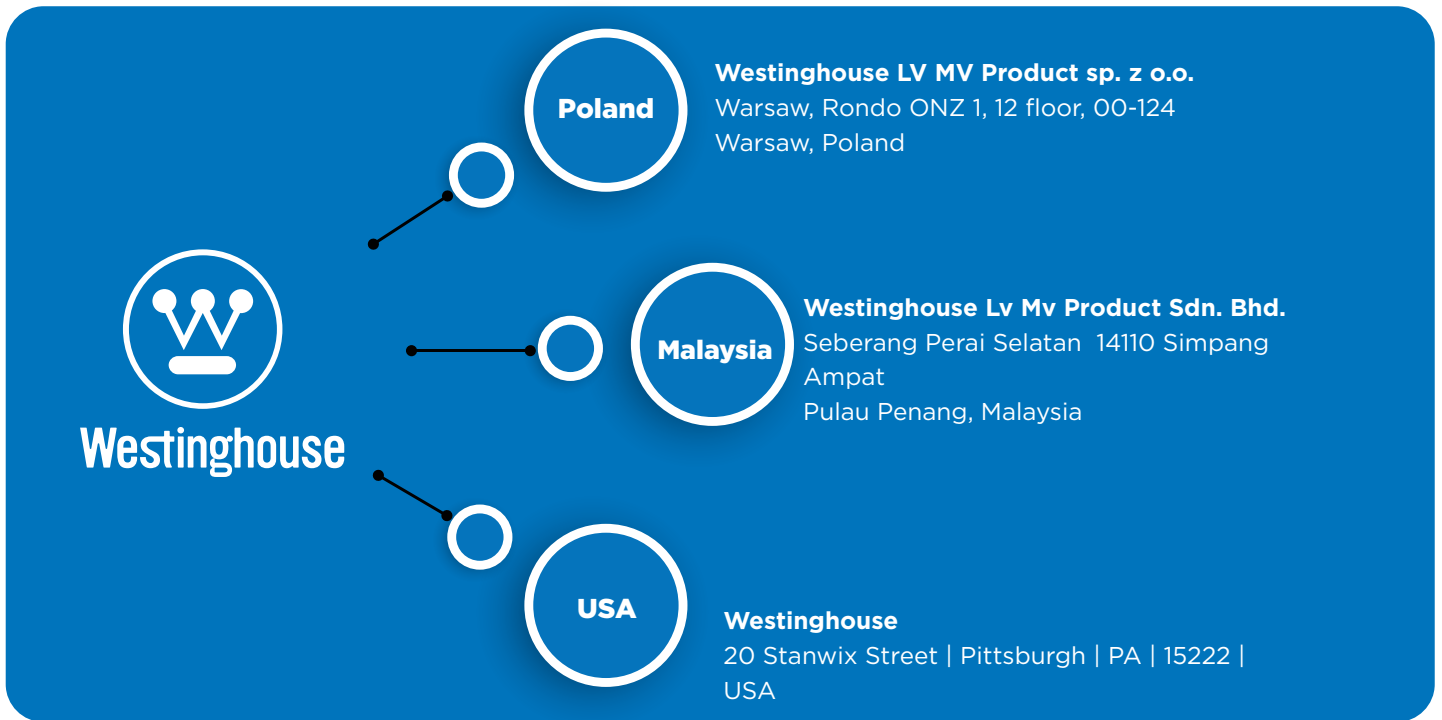 Poland
Westinghouse LV MV Product sp. z o.o.
Warsaw, Rondo ONZ 1, 12 floor, 00-124
Warsaw, Poland
Westinghouse
Malaysia
Westinghouse Lv Mv Product Sdn. Bhd.
Seberang Perai Selatan  14110 Simpang
Ampat
Pulau Penang, Malaysia
USA
Westinghouse
20 Stanwix Street | Pittsburgh | PA | 15222 |
USA